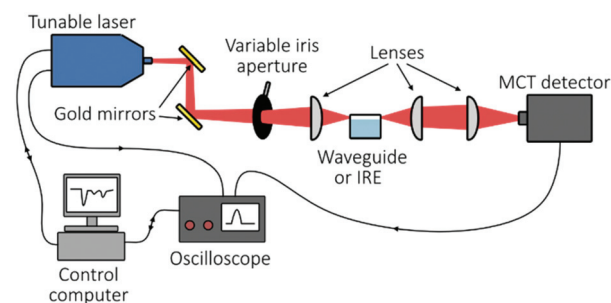 Tunable laser
Variable iris
aperture
Lenses
MCT detector
Gold mirrors
Waveguide
or IRE
Oscilloscope
Control
computer